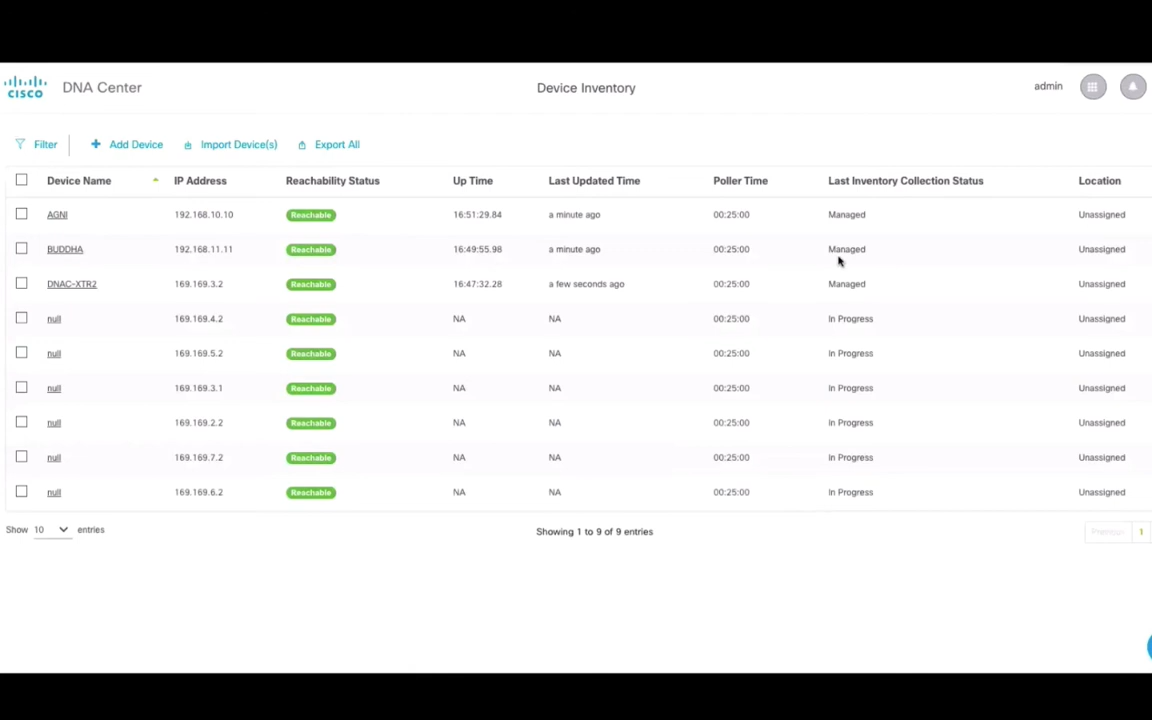 CISCO DNA Center Device Inventory admin
Filter Add Device Import Device(s) Export All
Device Name IP Address Reachability Status Up Time Last Updated Time Poller Time Last Inventory Collection Status Location
AGNI 192.168.10.10 Reachable 16:51:29.84 a minute ago 00:25:00 Managed Unassigned
BUDDHA 192.168.11.11 Reachable 16:49:55.98 a minute ago 00:25:00 Managed Unassigned
DNAC-XTR2 169.169.3.2 Reachable 16:47:32.28 a few seconds ago 00:25:00 Managed Unassigned
null 169.169.4.2 Reachable NA NA 00:25:00 In Progress Unassigned
null 169.169.5.2 Reachable NA NA 00:25:00 In Progress Unassigned
null 169.169.3.1 Reachable NA NA 00:25:00 In Progress Unassigned
null 169.169.2.2 Reachable NA NA 00:25:00 In Progress Unassigned
null 169.169.7.2 Reachable NA NA 00:25:00 In Progress Unassigned
null 169.169.6.2 Reachable NA NA 00:25:00 In Progress Unassigned
Show 10 entries Showing 1 to 9 of 9 entries Previous 1